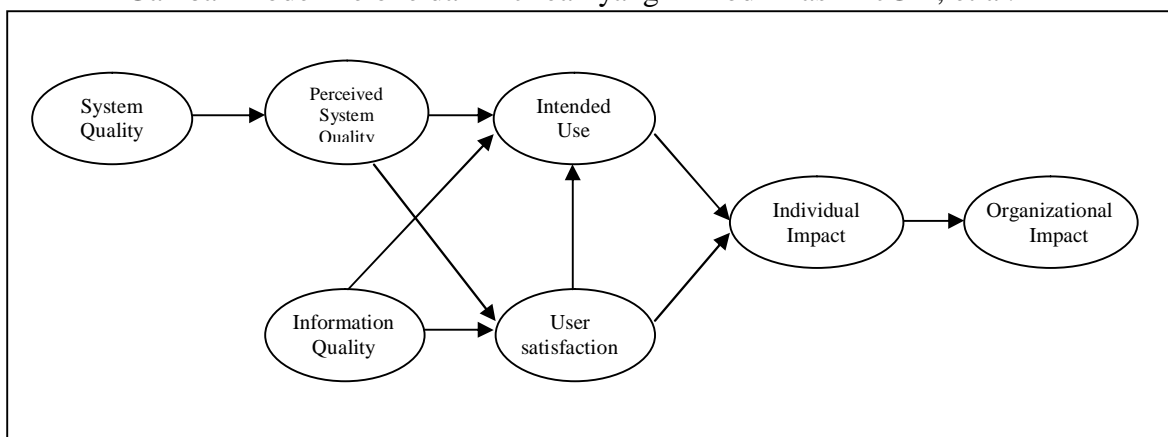 System
Quality
Perceived
System
Quality
Intended
Use
Individual
Impact
Organizational
Impact
Information
Quality
User
satisfaction